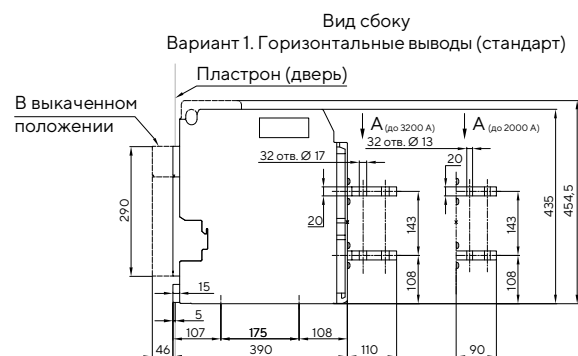 Вид сбоку
Вариант 1. Горизонтальные выводы (стандарт)
Пластрон (дверь)
В выкаченном
положении
А (до 3200 А)
А (до 2000 А)
32 отв. Ø 13
32 отв. Ø 17
20
20
290
143
143
435
454,5
108
108
15
5
107
175
108
46
390
110
90